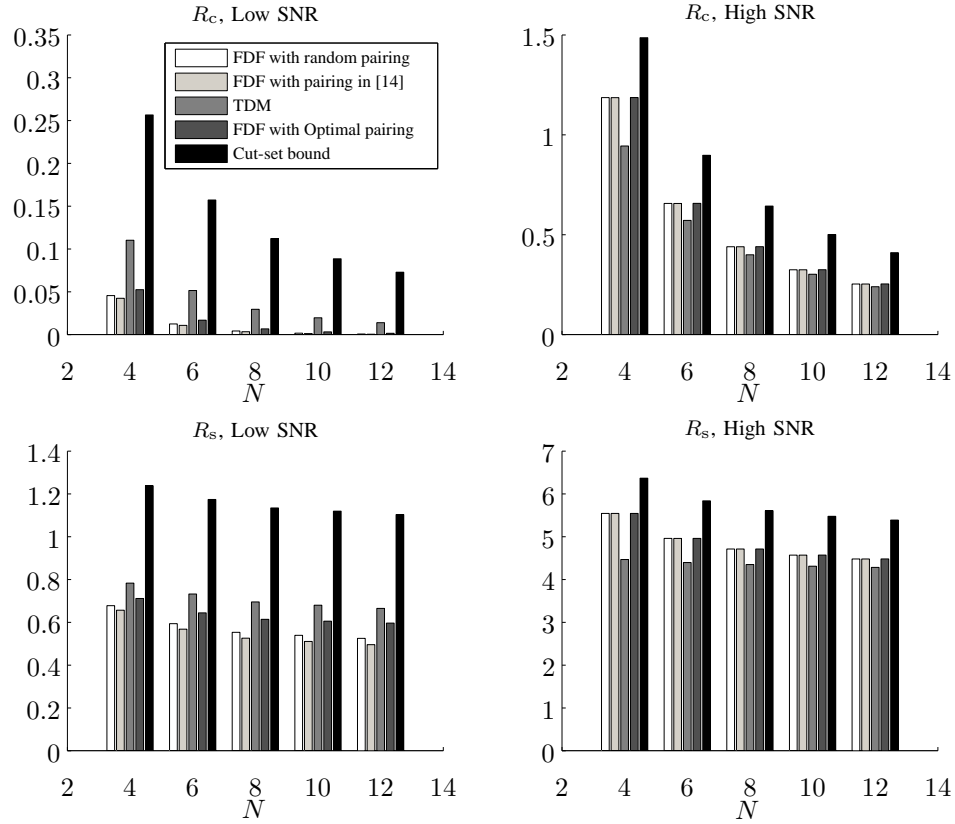 R_c, Low SNR
0.35
0.3
0.25
0.2
0.15
0.1
0.05
0
FDF with random pairing
FDF with pairing in [14]
TDM
FDF with Optimal pairing
Cut-set bound
2 4 6 8 10 12 14
N
R_c, High SNR
1.5
1
0.5
0
2 4 6 8 10 12 14
N
R_s, Low SNR
1.4
1.2
1
0.8
0.6
0.4
0.2
0
2 4 6 8 10 12 14
N
R_s, High SNR
7
6
5
4
3
2
1
0
2 4 6 8 10 12 14
N